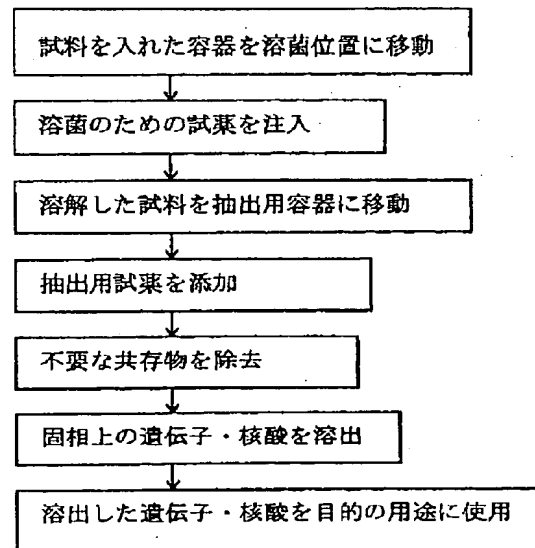 試料を入れた容器を溶菌位置に移動
溶菌のための試薬を注入
溶解した試料を抽出用容器に移動
抽出用試薬を添加
不要な共存物を除去
固相上の遺伝子・核酸を溶出
溶出した遺伝子・核酸を目的の用途に使用